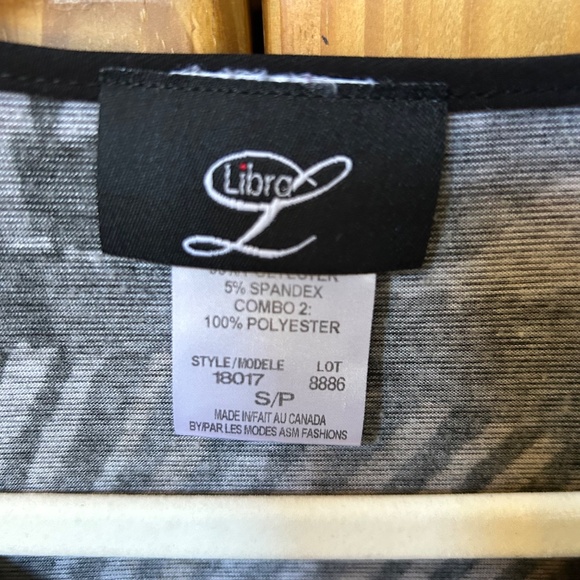 Libra
5% SPANDEX
COMBO 2:
100% POLYESTER
STYLE/MODELE LOT
18017 8886
S/P
MADE IN/FAIT AU CANADA
BY/PAR LES MODES ASM FASHIONS